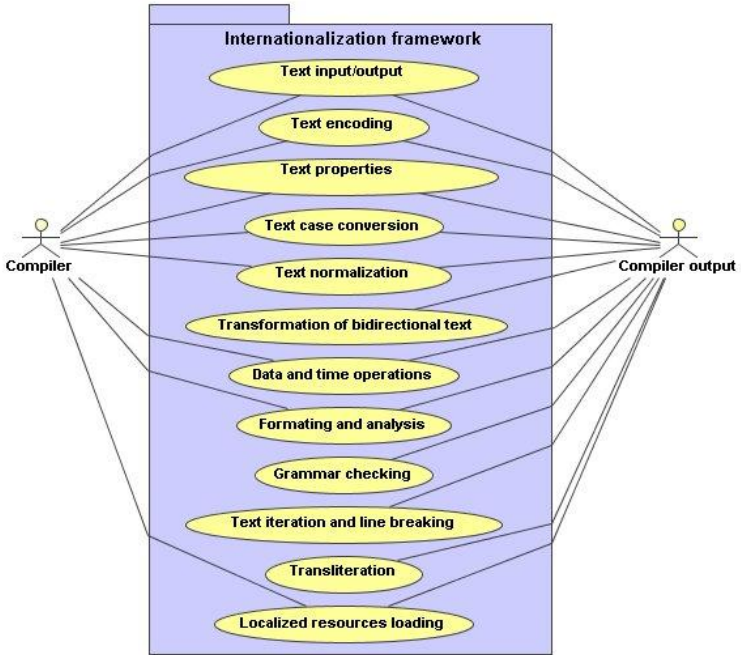 Internationalization framework
Text input/output
Text encoding
Text properties
Text case conversion
Compiler
Compiler output
Text normalization
Transformation of bidirectional text
Data and time operations
Formating and analysis
Grammar checking
Text iteration and line breaking
Transliteration
Localized resources loading